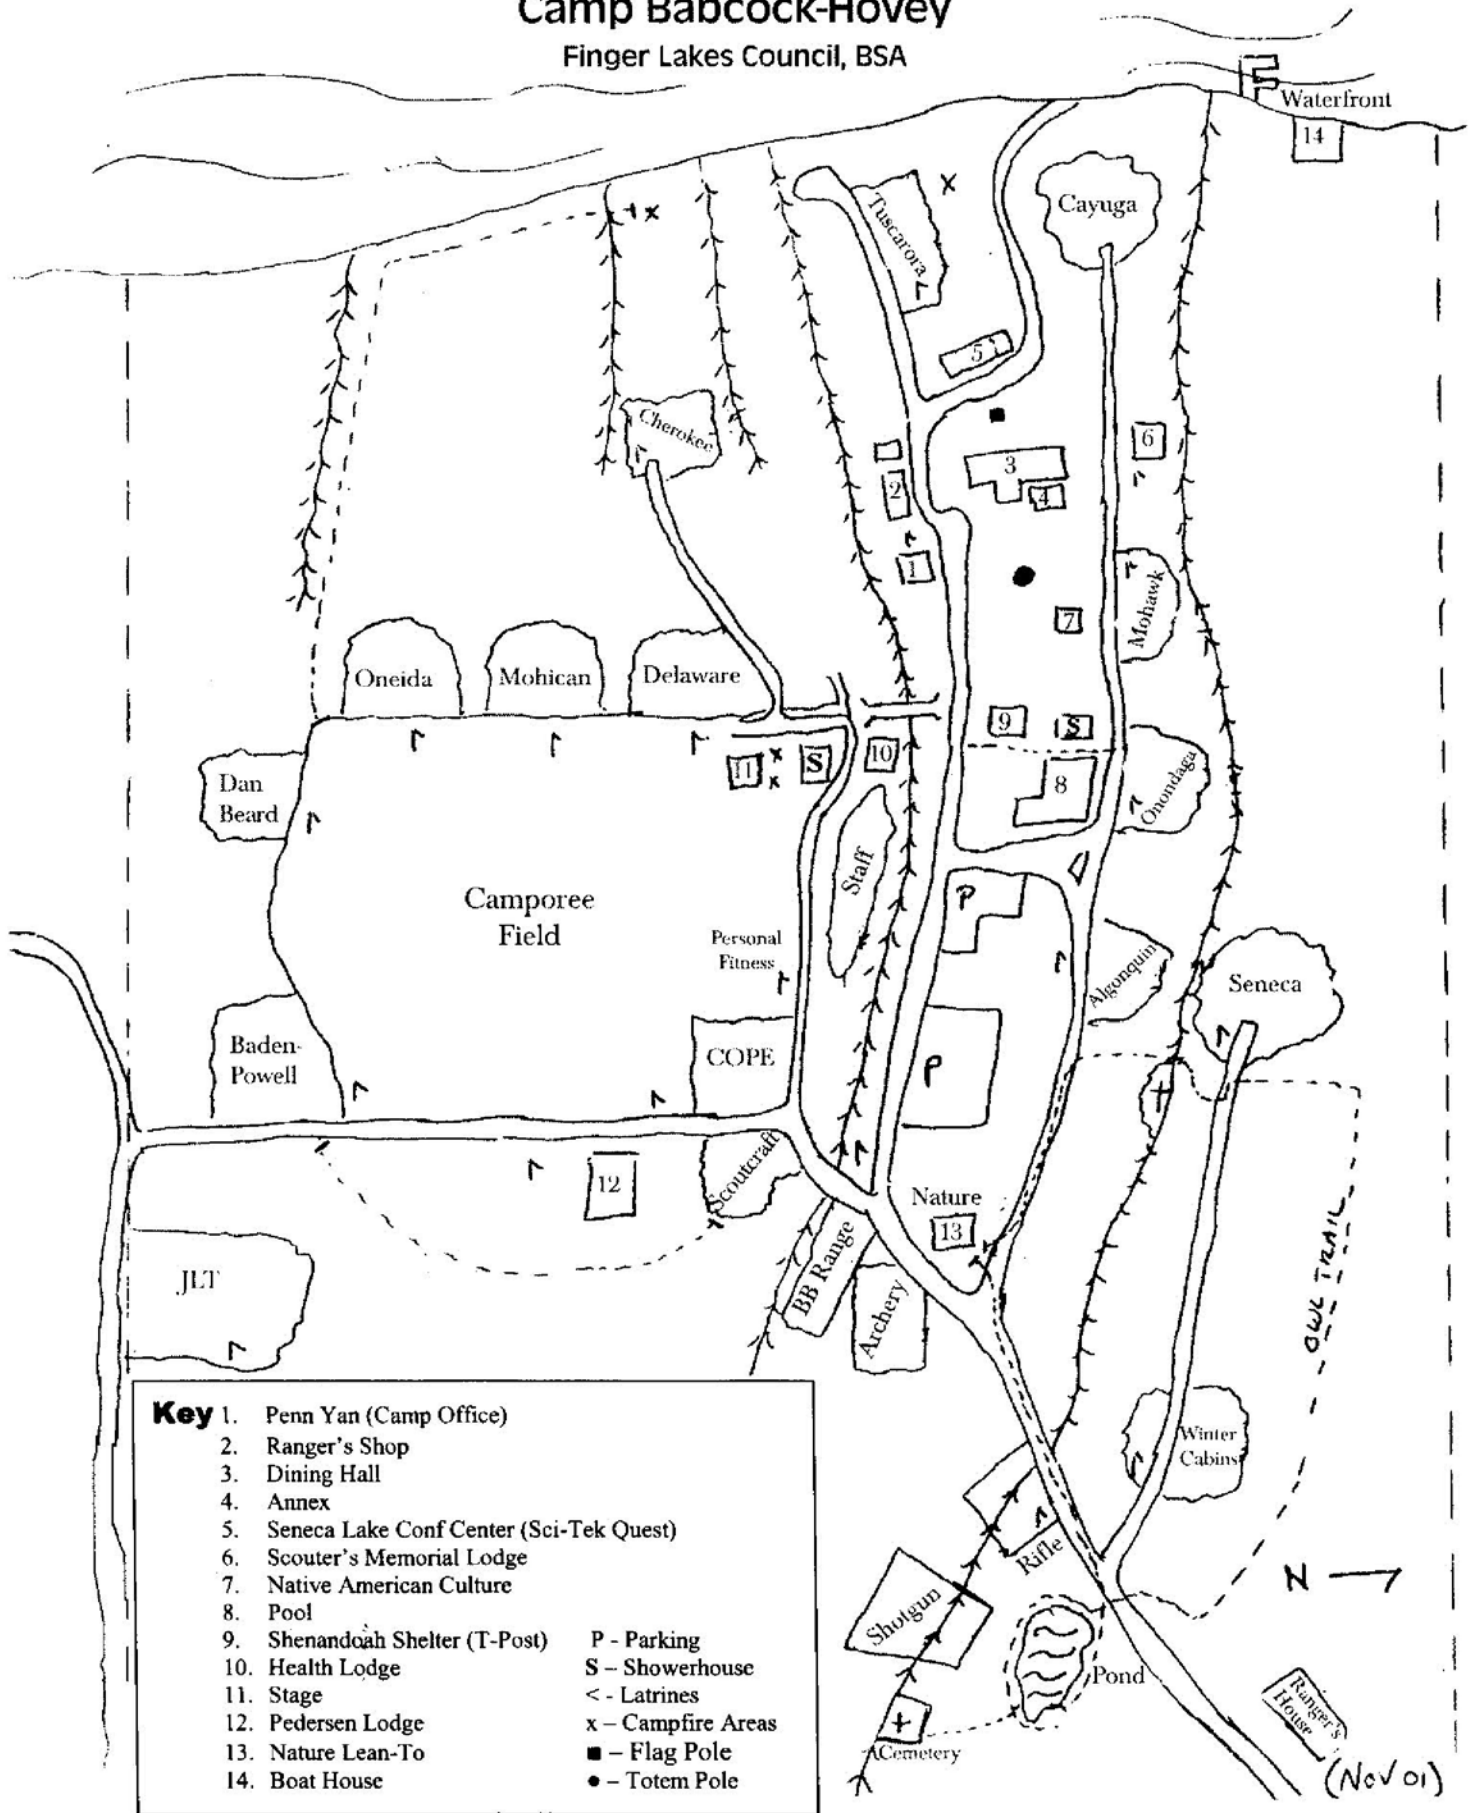 Camp Babcock-Hovey
Finger Lakes Council, BSA
Waterfront
14
Cayuga
Tuscarora
x
x
5
6
Cherokee
3
2
4
1
Mohawk
7
Oneida
Mohican
Delaware
9
S
10
11
S
x
x
8
Onondaga
Dan
Beard
Staff
Camporee
Field
P
Personal
Fitness
Algonquin
Seneca
Baden-
Powell
COPE
P
Scoutcraft
12
Nature
13
BB Range
Archery
JLT
OWL TRAIL
Winter
Cabins
Rifle
Shotgun
N
Pond
Cemetery
Ranger's
House
(Nov 01)
Key 1. Penn Yan (Camp Office)
2. Ranger's Shop
3. Dining Hall
4. Annex
5. Seneca Lake Conf Center (Sci-Tek Quest)
6. Scouter's Memorial Lodge
7. Native American Culture
8. Pool
9. Shenandoah Shelter (T-Post) P - Parking
10. Health Lodge S – Showerhouse
11. Stage < - Latrines
12. Pedersen Lodge x – Campfire Areas
13. Nature Lean-To ■ – Flag Pole
14. Boat House ● – Totem Pole